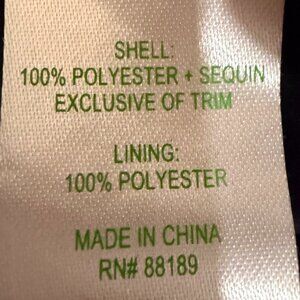 SHELL:
100% POLYESTER + SEQUIN
EXCLUSIVE OF TRIM
LINING:
100% POLYESTER
MADE IN CHINA
RN# 88189